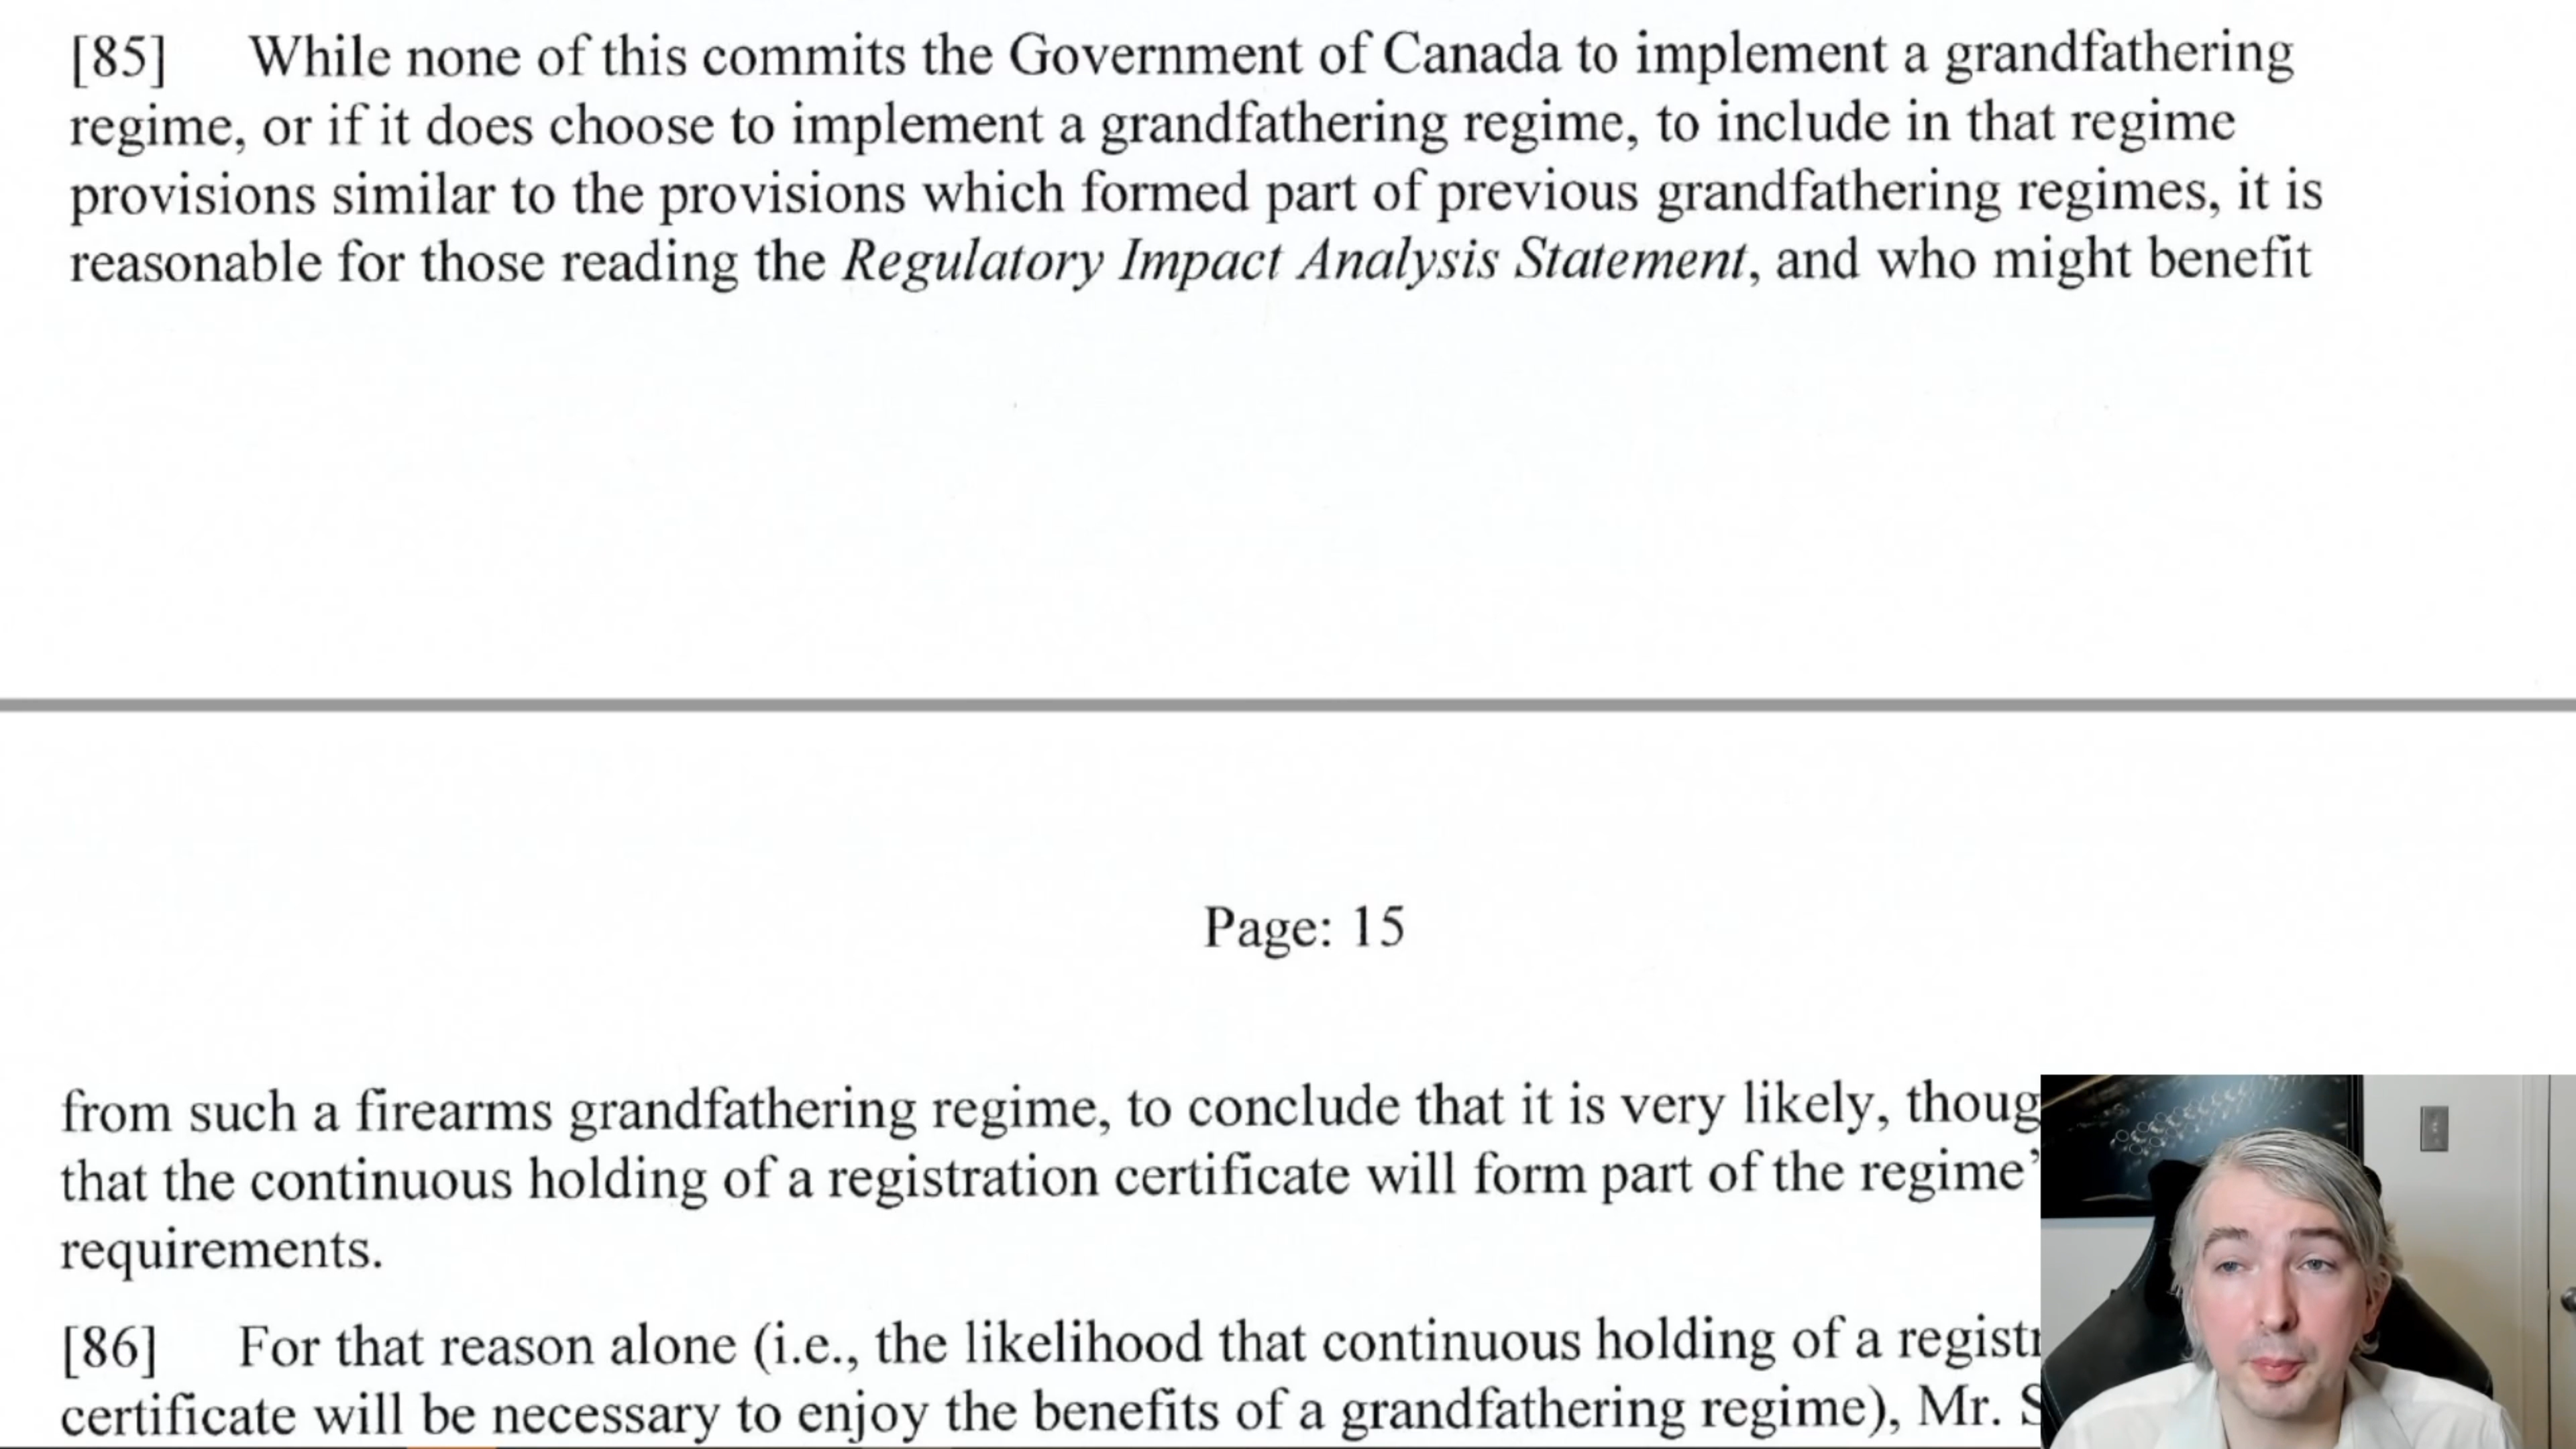 [85] While none of this commits the Government of Canada to implement a grandfathering
regime, or if it does choose to implement a grandfathering regime, to include in that regime
provisions similar to the provisions which formed part of previous grandfathering regimes, it is
reasonable for those reading the Regulatory Impact Analysis Statement, and who might benefit
Page: 15
from such a firearms grandfathering regime, to conclude that it is very likely,
that the continuous holding of a registration certificate will form part of the regime'
requirements.
[86] For that reason alone (i.e., the likelihood that continuous holding of a
certificate will be necessary to enjoy the benefits of a grandfathering regime), Mr.